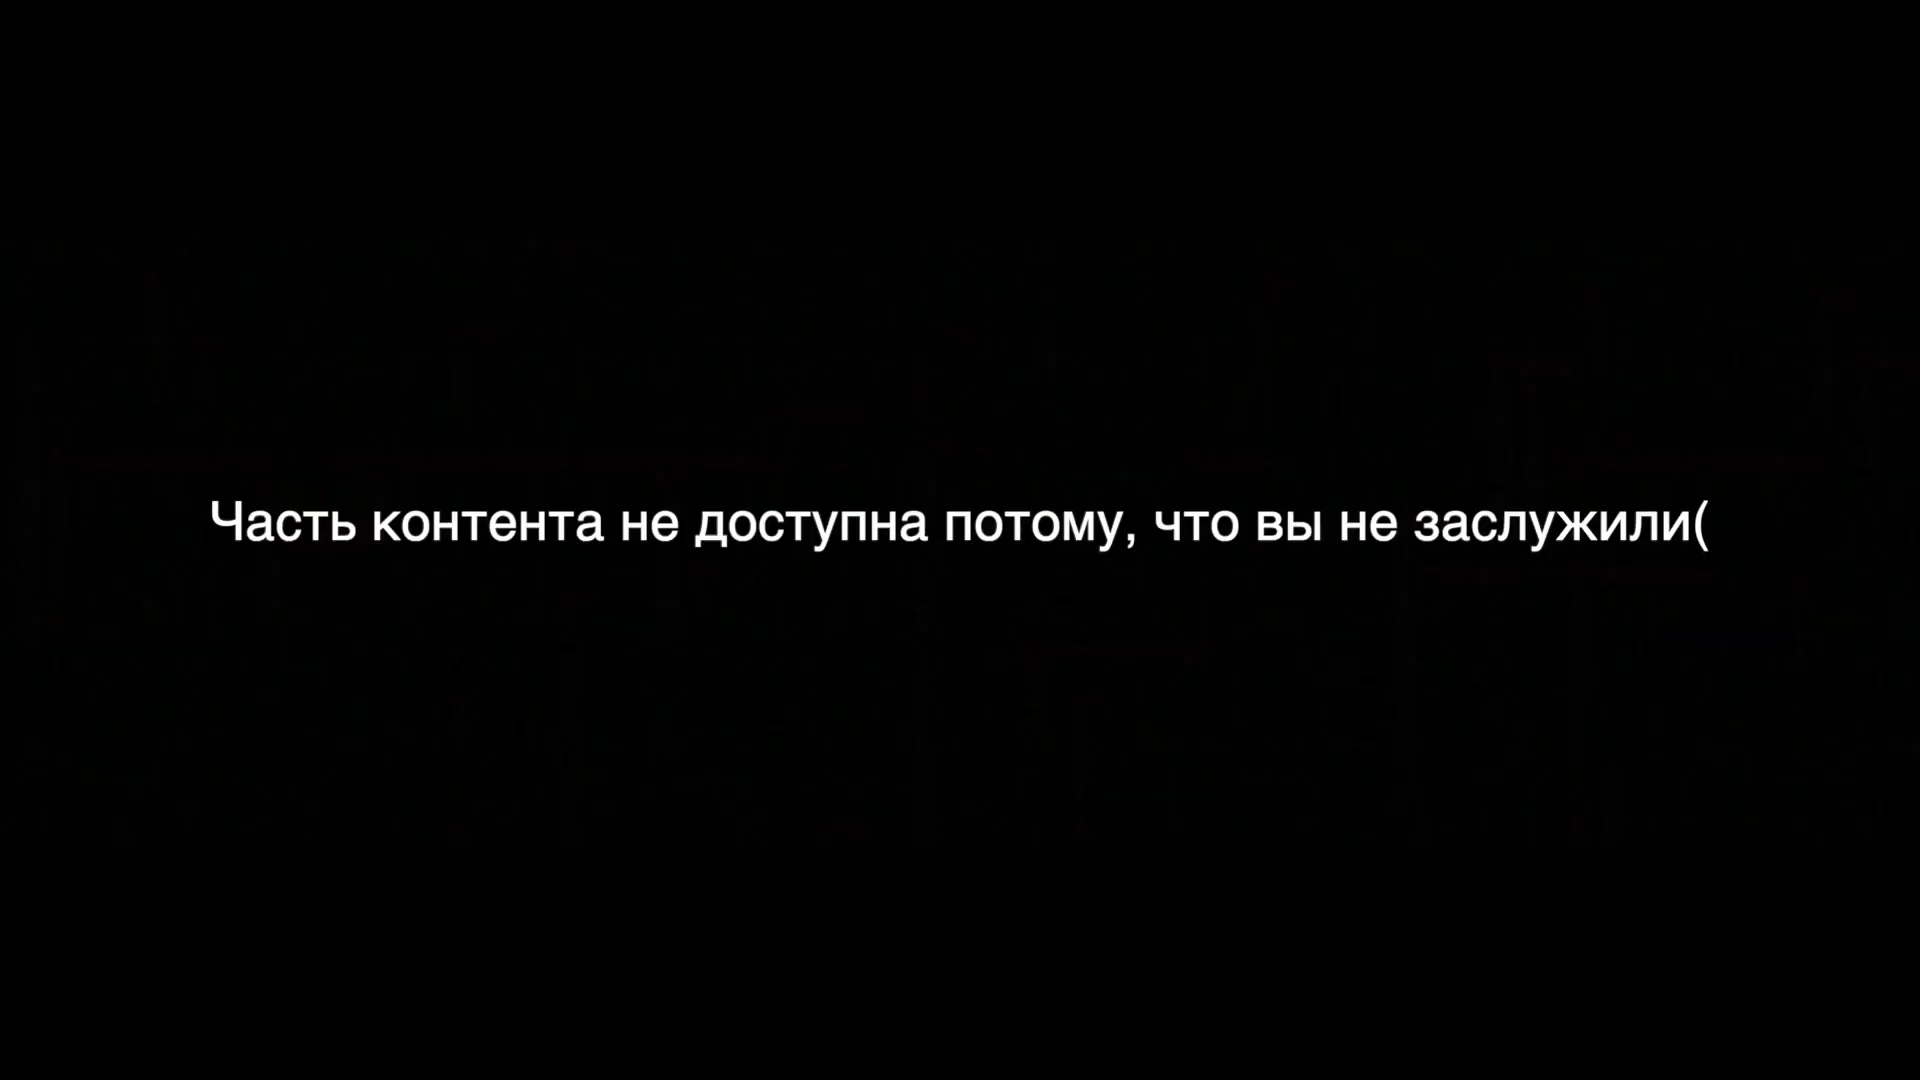 Часть контента не доступна потому, что вы не заслужили(